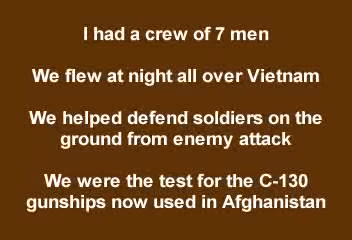 I had a crew of 7 men
We flew at night all over Vietnam
We helped defend soldiers on the
ground from enemy attack
We were the test for the C-130
gunships now used in Afghanistan